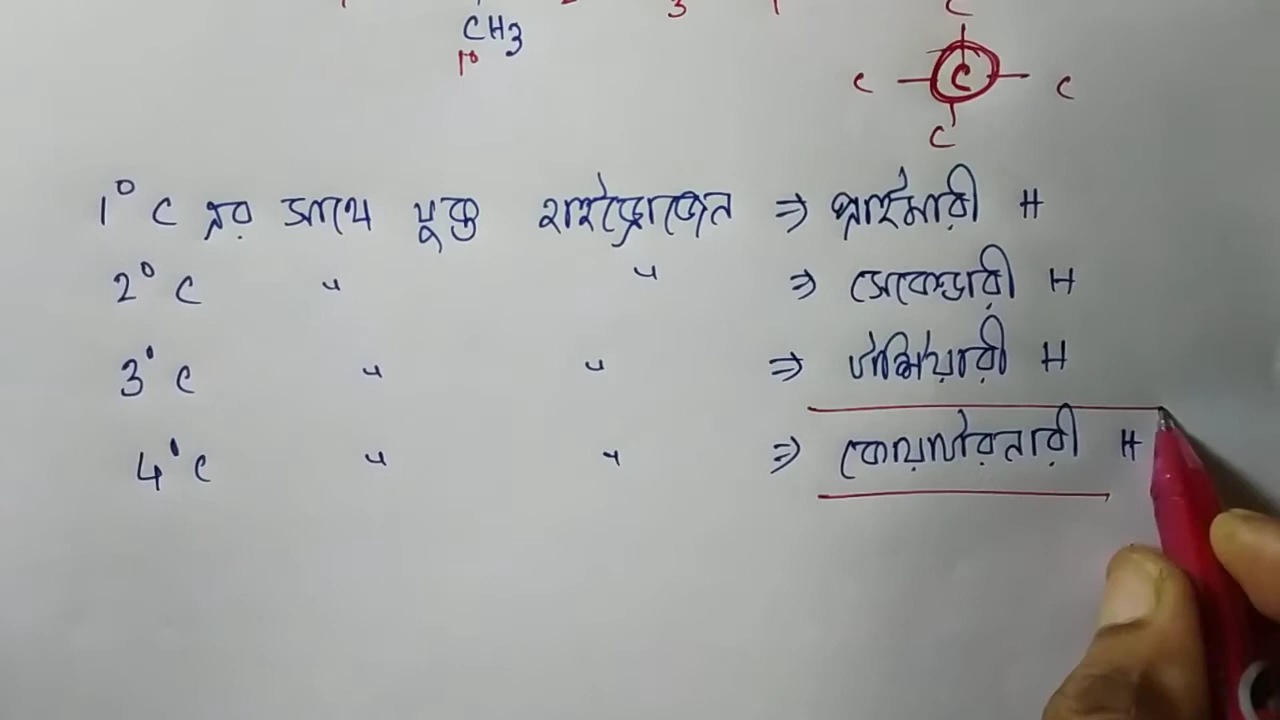 CH3
1°
C
C C C
C
1° C এর সাথে যুক্ত হাইড্রোজেন ⇒ প্রাইমারী H
2° C " " ⇒ সেকেন্ডারী H
3° C " " ⇒ টার্সিয়ারী H
4° C " " ⇒ কোয়ার্টারনারী H